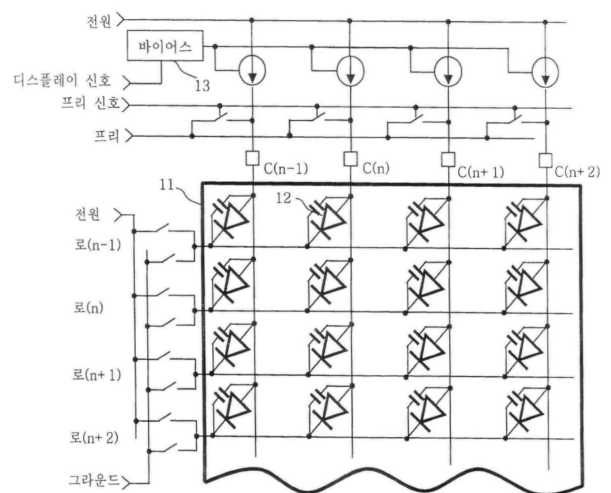 전원
바이어스
13
디스플레이 신호
프리 신호
프리
C(n-1)
C(n)
C(n+1)
C(n+2)
11
12
전원
로(n-1)
로(n)
로(n+1)
로(n+2)
그라운드